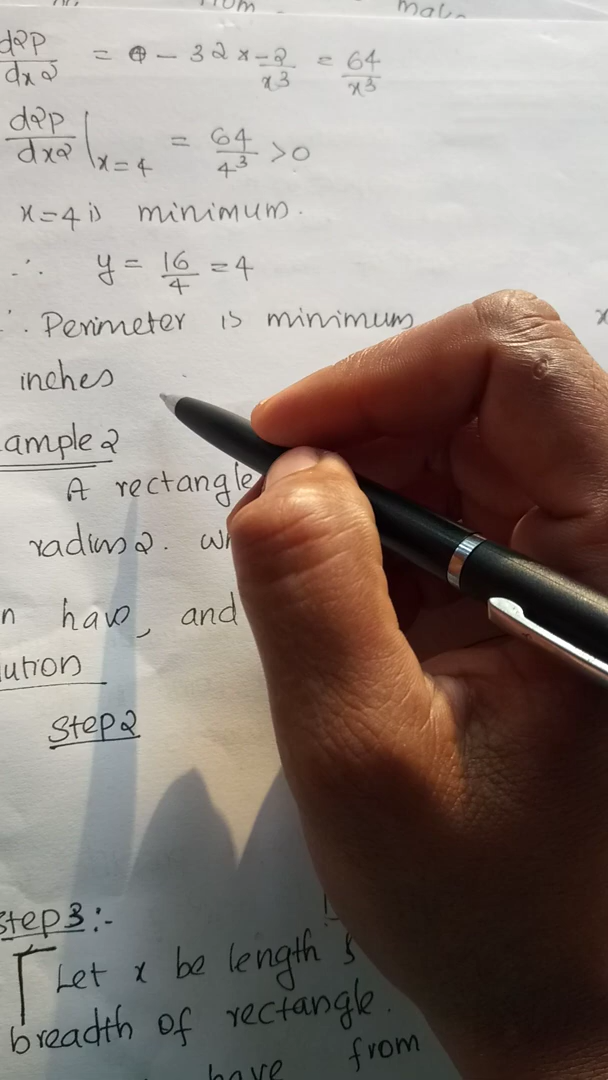 d2p/dx2 = 0 - 32 x -2/x3 = 64/x3
d2p/dx2 | x=4 = 64/4³ >0
x=4 is minimum.
∴ y = 16/4 = 4
∴ Perimeter is minimum
inches
ample 2
A rectangle
radius 2.
n have, and
lution
Step 2
Step 3:-
Let x be length &
breadth of rectangle.
have from